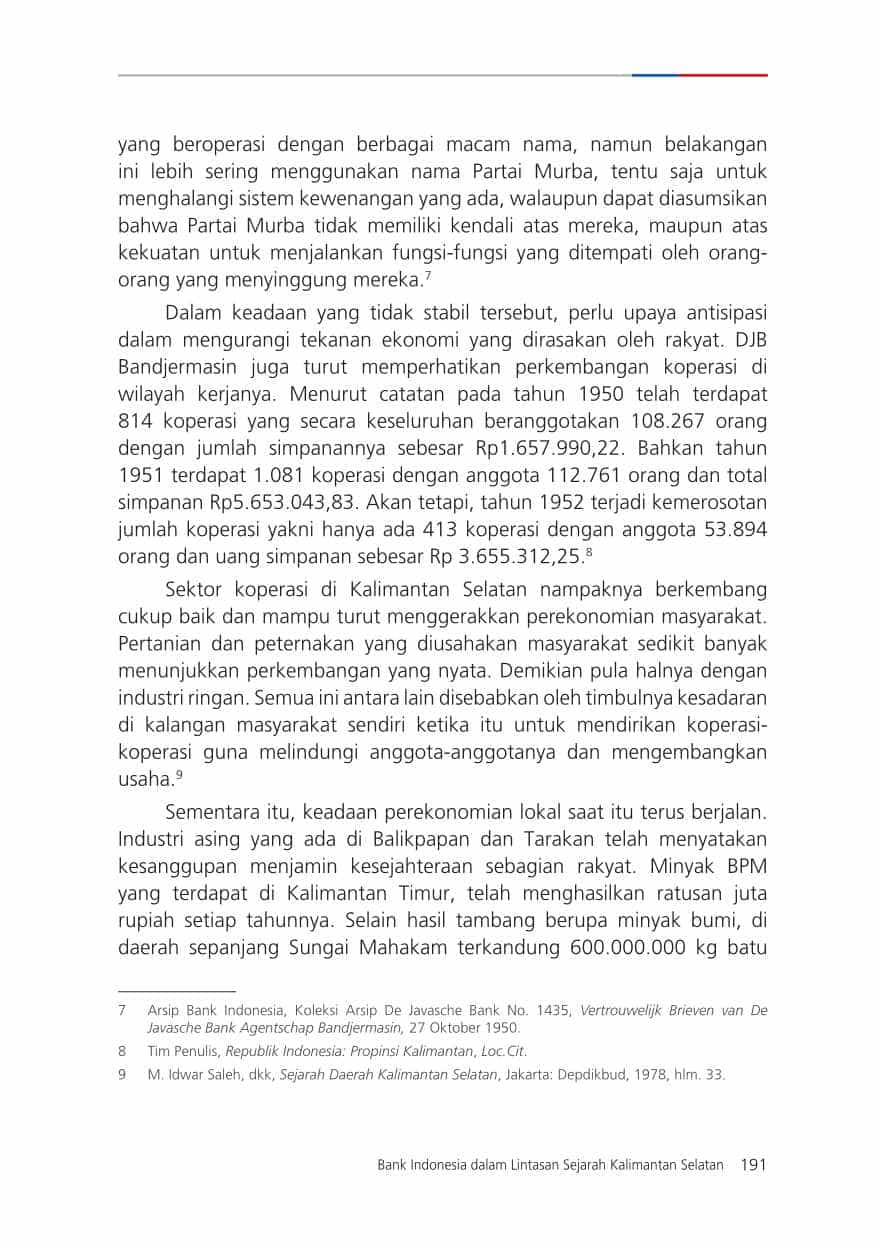 yang beroperasi dengan berbagai macam nama, namun belakangan
ini lebih sering menggunakan nama Partai Murba, tentu saja untuk
menghalangi sistem kewenangan yang ada, walaupun dapat diasumsikan
bahwa Partai Murba tidak memiliki kendali atas mereka, maupun atas
kekuatan untuk menjalankan fungsi-fungsi yang ditempati oleh orang-
orang yang menyinggung mereka.7
Dalam keadaan yang tidak stabil tersebut, perlu upaya antisipasi
dalam mengurangi tekanan ekonomi yang dirasakan oleh rakyat. DJB
Bandjermasin juga turut memperhatikan perkembangan koperasi di
wilayah kerjanya. Menurut catatan pada tahun 1950 telah terdapat
814 koperasi yang secara keseluruhan beranggotakan 108.267 orang
dengan jumlah simpanannya sebesar Rp1.657.990,22. Bahkan tahun
1951 terdapat 1.081 koperasi dengan anggota 112.761 orang dan total
simpanan Rp5.653.043,83. Akan tetapi, tahun 1952 terjadi kemerosotan
jumlah koperasi yakni hanya ada 413 koperasi dengan anggota 53.894
orang dan uang simpanan sebesar Rp 3.655.312,25.8
Sektor koperasi di Kalimantan Selatan nampaknya berkembang
cukup baik dan mampu turut menggerakkan perekonomian masyarakat.
Pertanian dan peternakan yang diusahakan masyarakat sedikit banyak
menunjukkan perkembangan yang nyata. Demikian pula halnya dengan
industri ringan. Semua ini antara lain disebabkan oleh timbulnya kesadaran
di kalangan masyarakat sendiri ketika itu untuk mendirikan koperasi-
koperasi guna melindungi anggota-anggotanya dan mengembangkan
usaha.9
Sementara itu, keadaan perekonomian lokal saat itu terus berjalan.
Industri asing yang ada di Balikpapan dan Tarakan telah menyatakan
kesanggupan menjamin kesejahteraan sebagian rakyat. Minyak BPM
yang terdapat di Kalimantan Timur, telah menghasilkan ratusan juta
rupiah setiap tahunnya. Selain hasil tambang berupa minyak bumi, di
daerah sepanjang Sungai Mahakam terkandung 600.000.000 kg batu
7 Arsip Bank Indonesia, Koleksi Arsip De Javasche Bank No. 1435, Vertrouwelijk Brieven van De
Javasche Bank Agentschap Bandjermasin, 27 Oktober 1950.
8 Tim Penulis, Republik Indonesia: Propinsi Kalimantan, Loc.Cit.
9 M. Idwar Saleh, dkk, Sejarah Daerah Kalimantan Selatan, Jakarta: Depdikbud, 1978, hlm. 33.
Bank Indonesia dalam Lintasan Sejarah Kalimantan Selatan 191